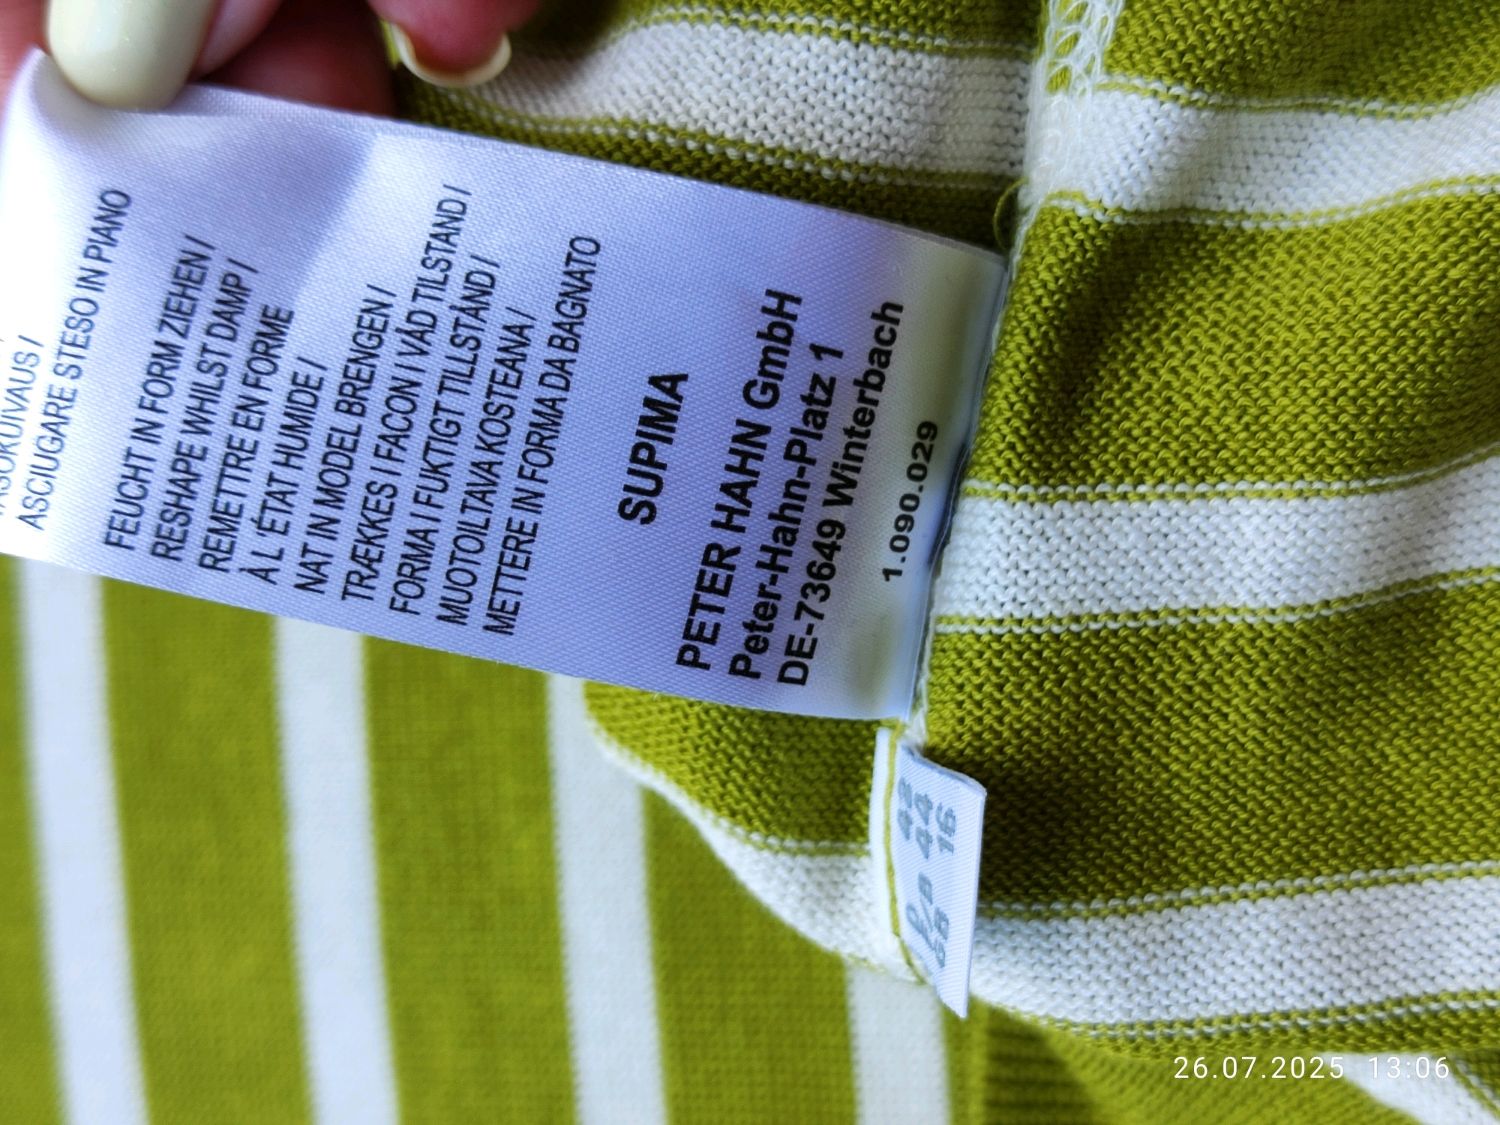 ASCIUGARE STESO IN PIANO
FEUCHT IN FORM ZIEHEN /
RESHAPE WHILST DAMP /
REMETTRE EN FORME
À L'ÉTAT HUMIDE /
NAT IN MODEL BRENGEN /
TRÆKKES I FACON I VÅD TILSTAND /
FORMA I FUKTIGT TILLSTÅND /
MUOTOILTAVA KOSTEANA /
METTERE IN FORMA DA BAGNATO
SUPIMA
PETER HAHN GmbH
Peter-Hahn-Platz 1
DE-73649 Winterbach
1.090.029
D 42
F/B 44
GB 16
26.07.2025 13:06